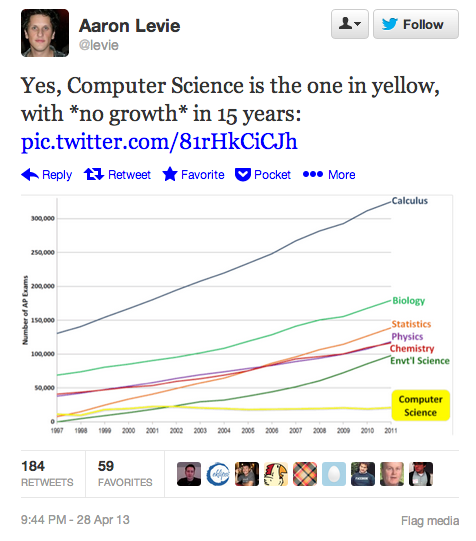 Aaron Levie
@levie
Follow
Yes, Computer Science is the one in yellow,
with *no growth* in 15 years:
pic.twitter.com/81rHkCiCJh
Reply Retweet Favorite Pocket More
Calculus
Biology
Statistics
Physics
Chemistry
Envt'l Science
Computer
Science
Number of AP Exams
300,000
250,000
200,000
150,000
100,000
50,000
0
1997 1998 1999 2000 2001 2002 2003 2004 2005 2006 2007 2008 2009 2010 2011
184 59
RETWEETS FAVORITES
9:44 PM - 28 Apr 13 Flag media